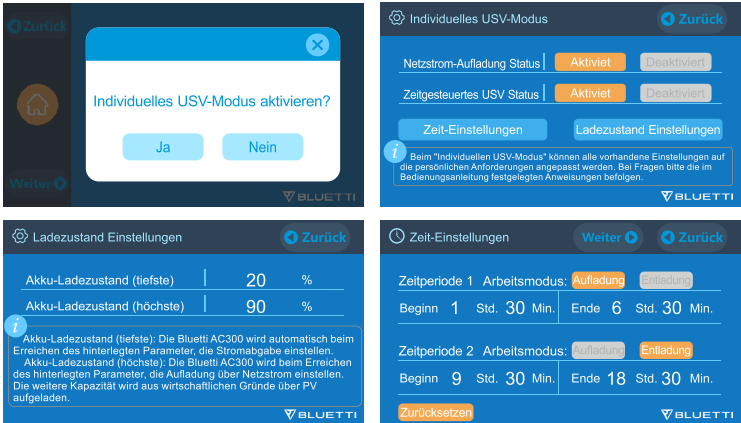 Zurück
Individuelles USV-Modus aktivieren?
Ja
Nein
Weiter
BLUETTI
Individuelles USV-Modus
Zurück
Netzstrom-Aufladung Status
Aktiviet
Deaktiviert
Zeitgesteuertes USV Status
Aktiviet
Deaktiviert
Zeit-Einstellungen
Ladezustand Einstellungen
Beim "Individuellen USV-Modus" können alle vorhandene Einstellungen auf
die persönlichen Anforderungen angepasst werden. Bei Fragen bitte die im
Bedienungsanleitung festgelegten Anweisungen befolgen.
BLUETTI
Ladezustand Einstellungen
Zurück
Akku-Ladezustand (tiefste) 20 %
Akku-Ladezustand (höchste) 90 %
Akku-Ladezustand (tiefste): Die Bluetti AC300 wird automatisch beim
Erreichen des hinterlegten Parameter, die Stromabgabe einstellen.
Akku-Ladezustand (höchste): Die Bluetti AC300 wird beim Erreichen
des hinterlegten Parameter, die Aufladung über Netzstrom einstellen.
Die weitere Kapazität wird aus wirtschaftlichen Gründe über PV
aufgeladen.
BLUETTI
Zeit-Einstellungen
Weiter
Zurück
Zeitperiode 1 Arbeitsmodus: Aufladung Entladung
Beginn 1 Std. 30 Min. Ende 6 Std. 30 Min.
Zeitperiode 2 Arbeitsmodus: Aufladung Entladung
Beginn 9 Std. 30 Min. Ende 18 Std. 30 Min.
Zurücksetzen
BLUETTI